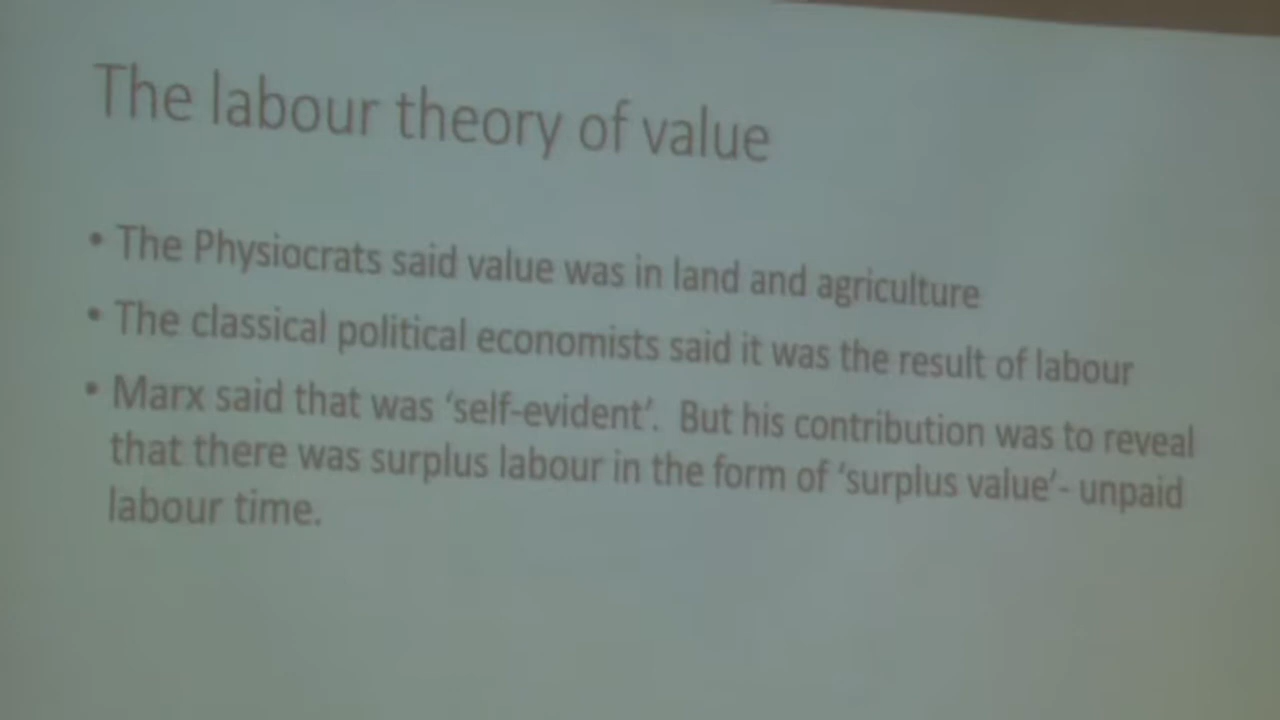 The labour theory of value
• The Physiocrats said value was in land and agriculture
• The classical political economists said it was the result of labour
• Marx said that was ‘self-evident’. But his contribution was to reveal
that there was surplus labour in the form of ‘surplus value’- unpaid
labour time.